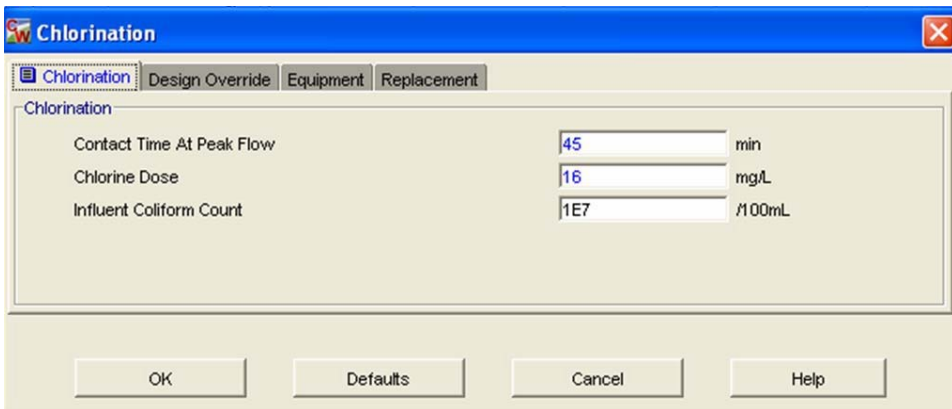 CW Chlorination
Chlorination Design Override Equipment Replacement
Chlorination
Contact Time At Peak Flow 45 min
Chlorine Dose 16 mg/L
Influent Coliform Count 1E7 /100mL
OK Defaults Cancel Help